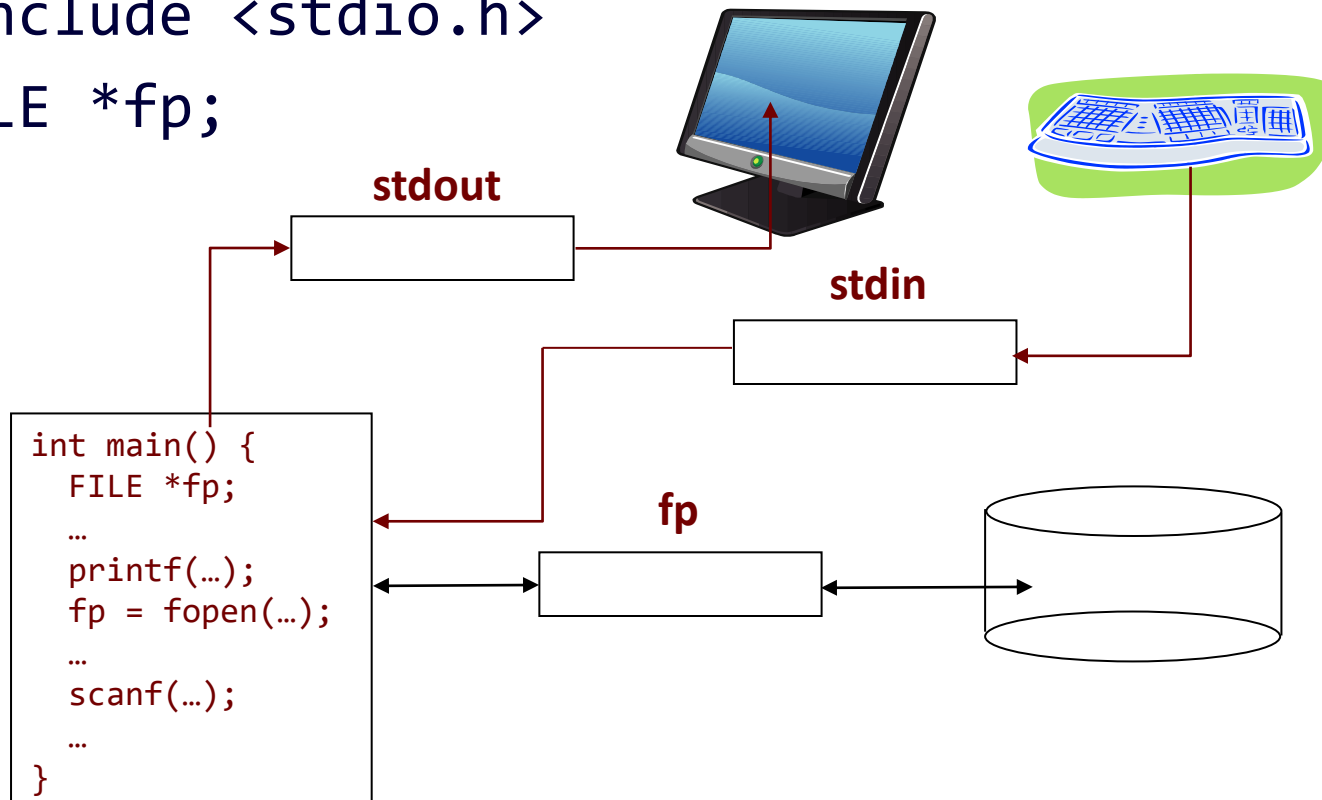 nclude <stdio.h>
LE *fp;
stdout
stdin
fp
int main() {
FILE *fp;
…
printf(…);
fp = fopen(…);
…
scanf(…);
…
}